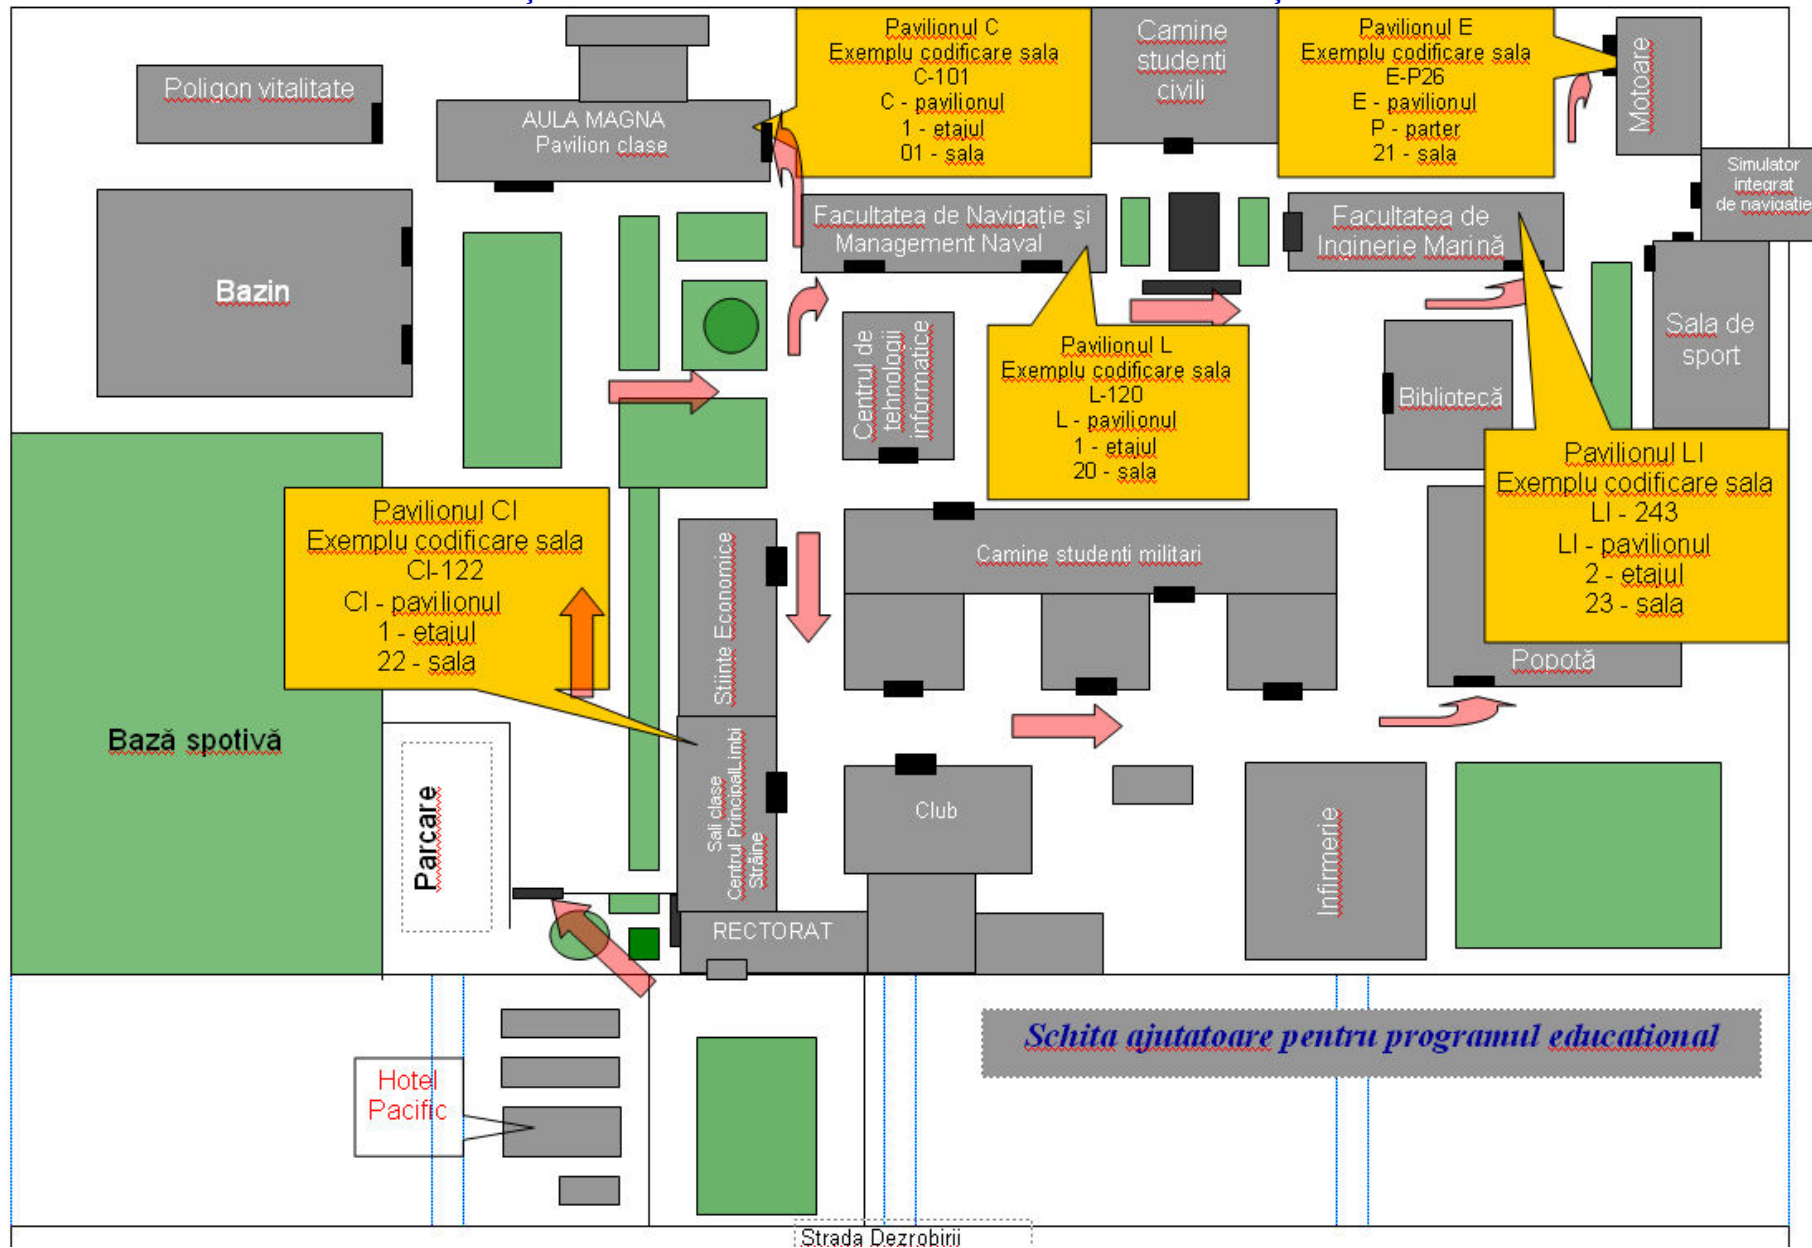 Pavilionul C
Exemplu codificare sala
C-101
C - pavilionul
1 - etajul
01 - sala
Camine
studenti
civili
Pavilionul E
Exemplu codificare sala
E-P26
E - pavilionul
P - parter
21 - sala
Motoare
Poligon vitalitate
AULA MAGNA
Pavilion clase
Simulator
integrat
de navigatie
Facultatea de Navigație și
Management Naval
Facultatea de
Inginerie Marină
Bazin
Centrul de
tehnologii
informatice
Pavilionul L
Exemplu codificare sala
L-120
L - pavilionul
1 - etajul
20 - sala
Bibliotecă
Sala de
sport
Pavilionul LI
Exemplu codificare sala
LI - 243
LI - pavilionul
2 - etajul
23 - sala
Pavilionul CI
Exemplu codificare sala
CI-122
CI - pavilionul
1 - etajul
22 - sala
Stiinte Economice
Camine studenti militari
Popotă
Bază spotivă
Parcare
Sali clase
Centrul PrincipalLimbi
Străine
Club
Infirmerie
RECTORAT
Schita ajutatoare pentru programul educational
Hotel
Pacific
Strada Dezrobirii